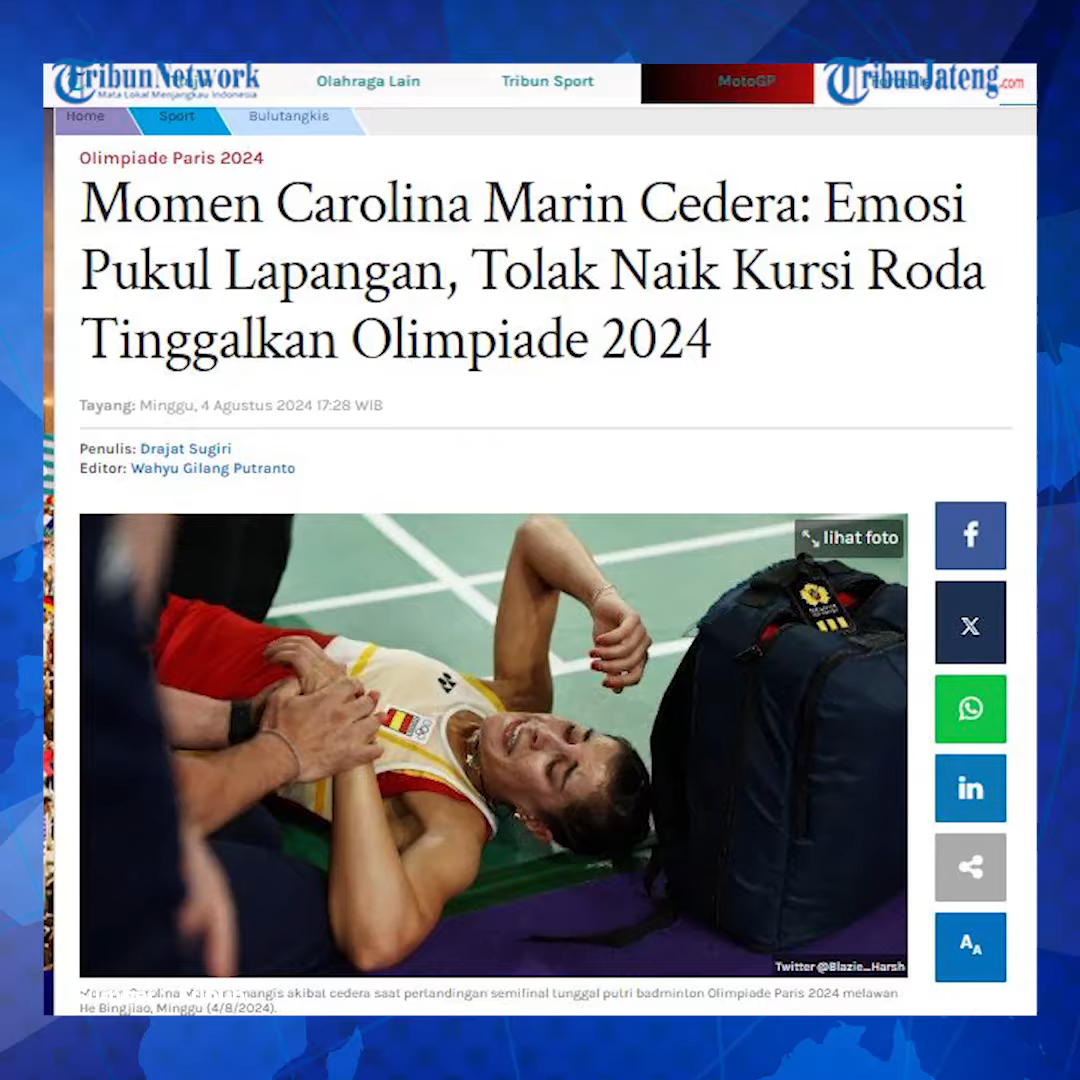 TribunNetwork
Mata Lokal Menjangkau Indonesia
Olahraga Lain
Tribun Sport
MotoGP
TribunJateng.com
Home
Sport
Bulutangkis
Olimpiade Paris 2024
Momen Carolina Marin Cedera: Emosi
Pukul Lapangan, Tolak Naik Kursi Roda
Tinggalkan Olimpiade 2024
Tayang: Minggu, 4 Agustus 2024 17:28 WIB
Penulis: Drajat Sugiri
Editor: Wahyu Gilang Putranto
lihat foto
Twitter @Blazie_Harsh
Carolina menangis akibat cedera saat pertandingan semifinal tunggal putri badminton Olimpiade Paris 2024 melawan
He Bingjiao, Minggu (4/8/2024).